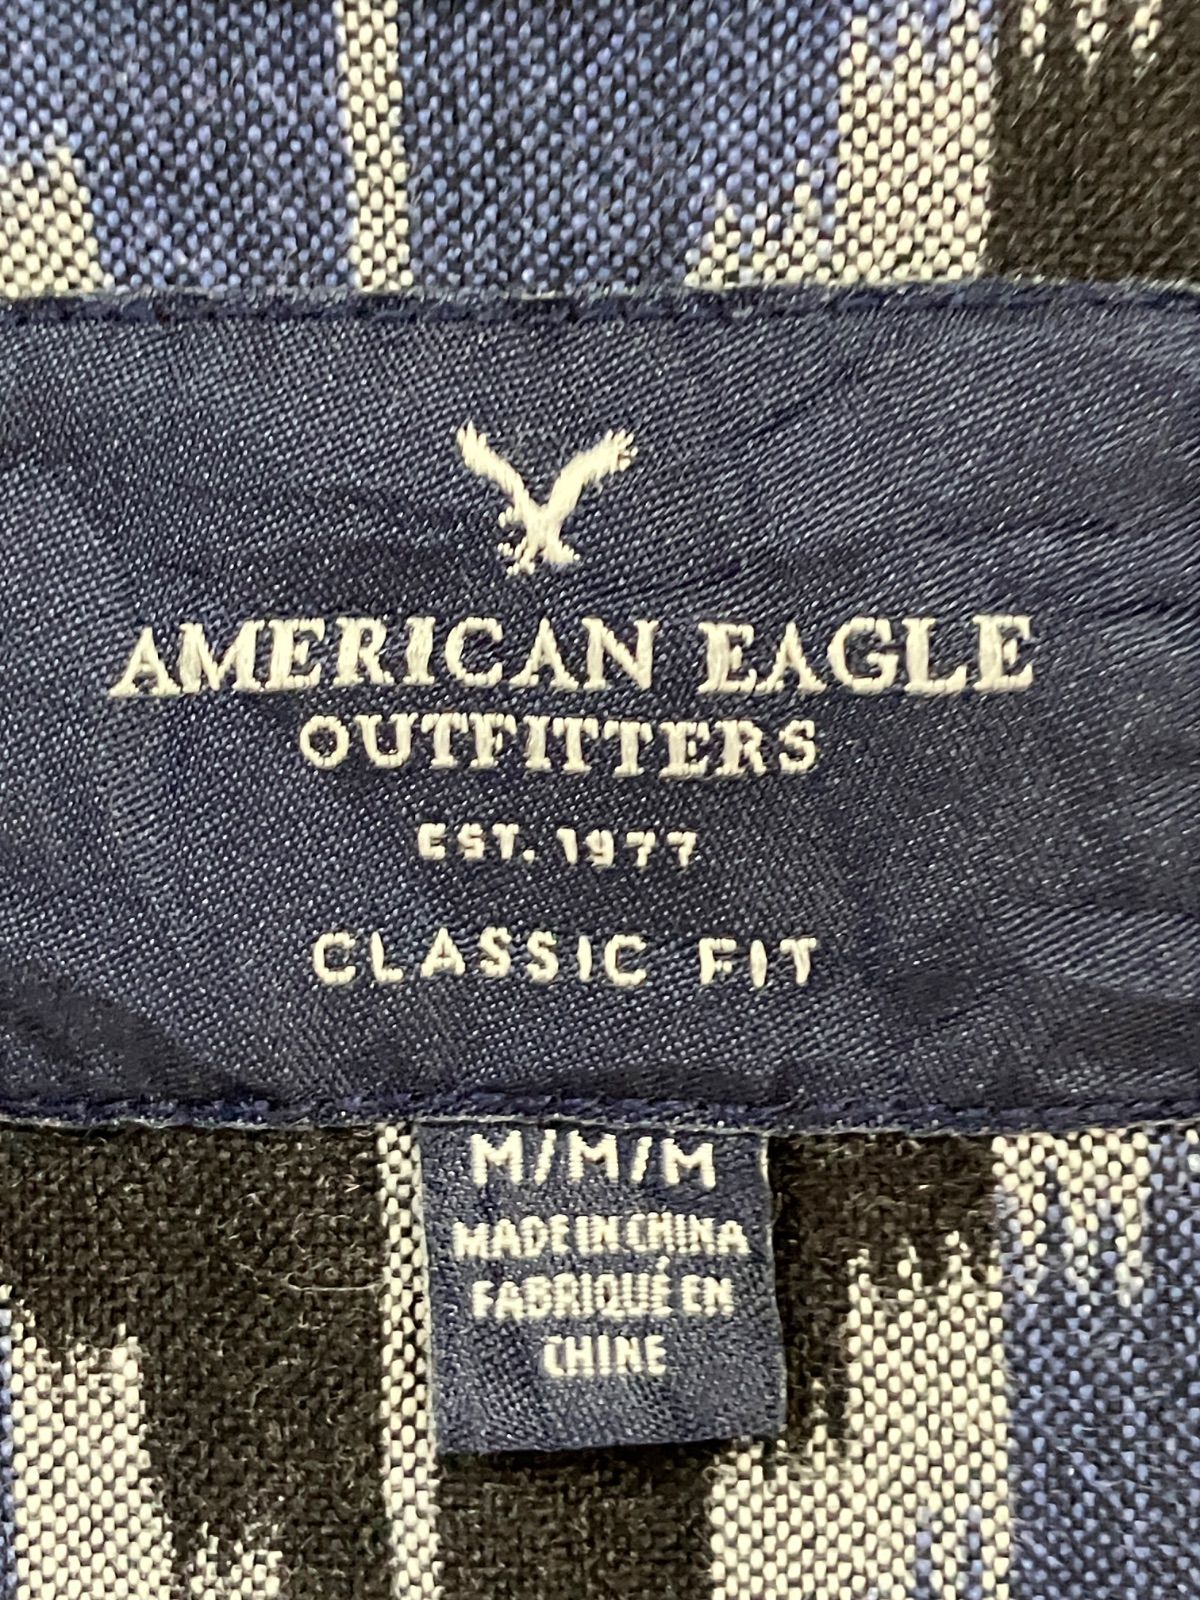 AMERICAN EAGLE
OUTFITTERS
EST. 1977
CLASSIC FIT
M/M/M
MADE IN CHINA
FABRIQUÉ EN
CHINE